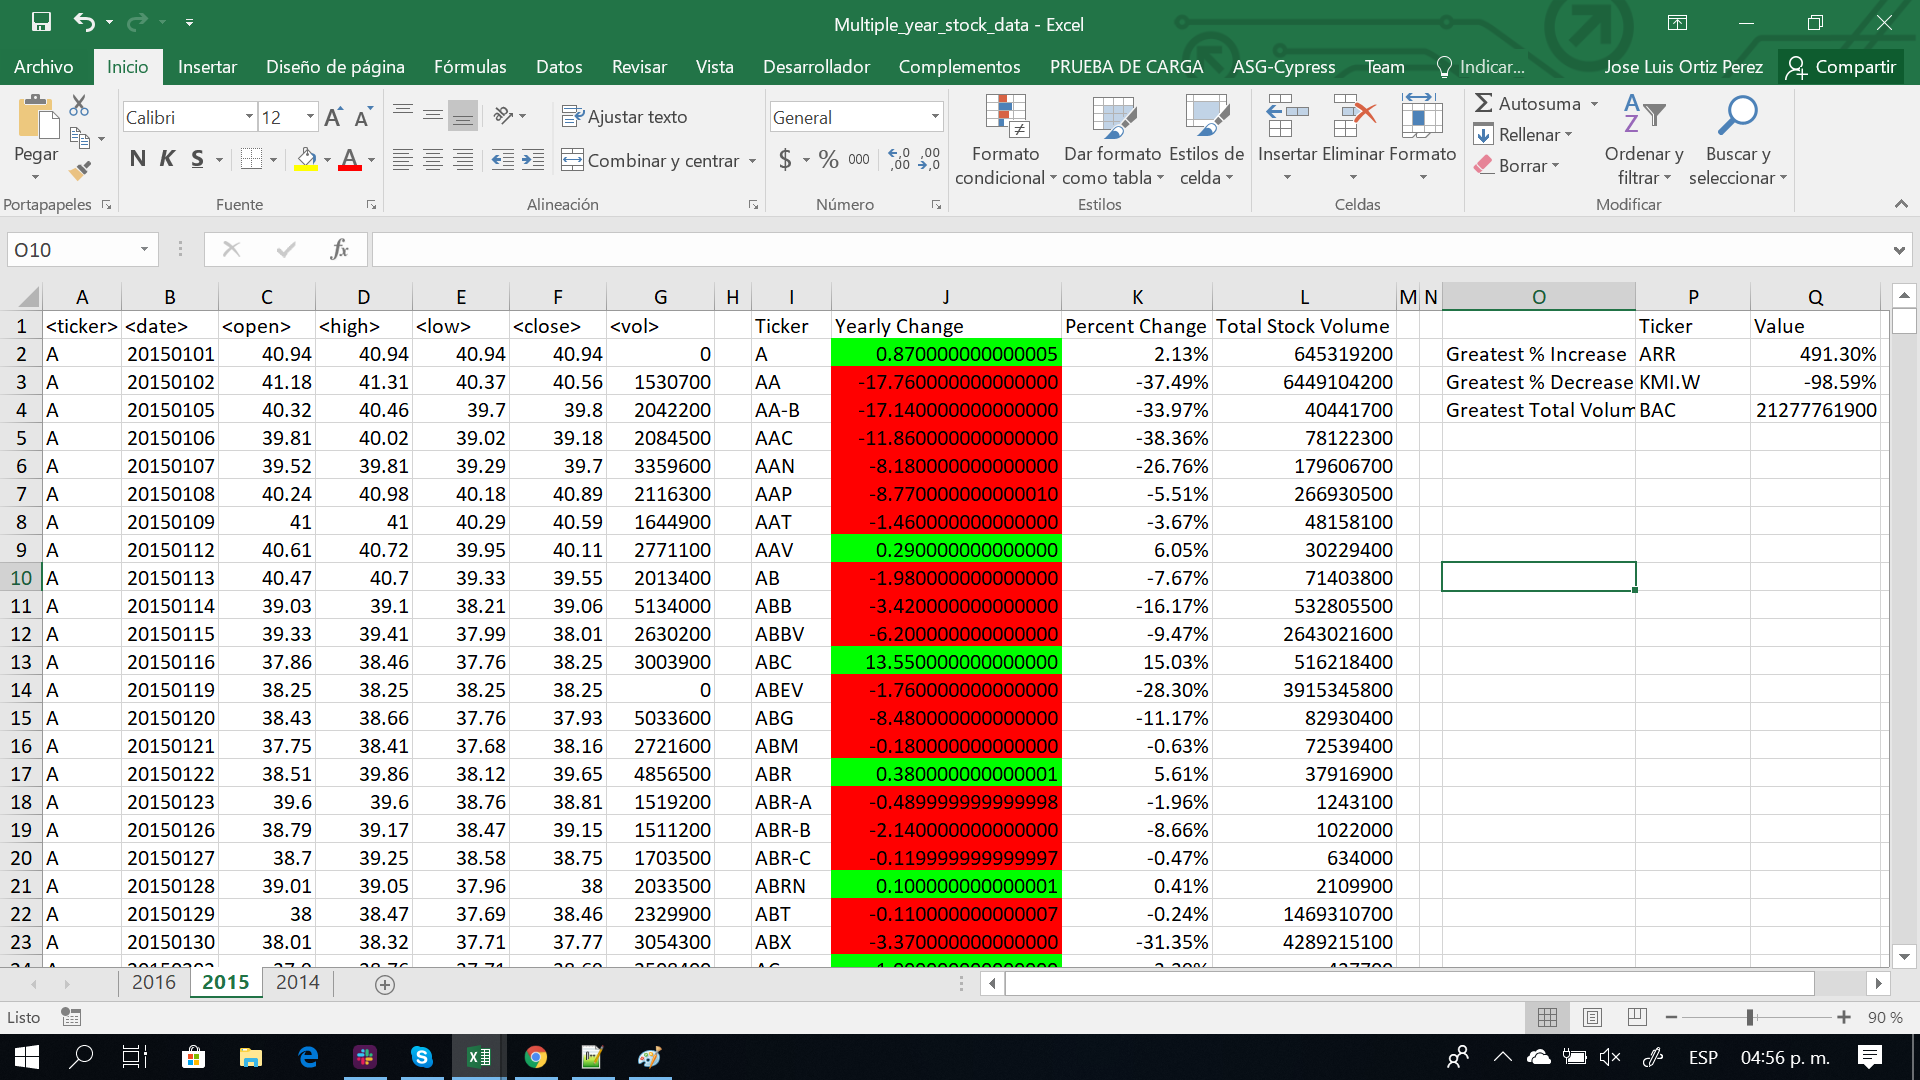 Multiple_year_stock_data - Excel
Archivo Inicio Insertar Diseño de página Fórmulas Datos Revisar Vista Desarrollador Complementos PRUEBA DE CARGA ASG-Cypress Team Indicar... Jose Luis Ortiz Perez Compartir
Calibri 12 Ajustar texto General Autosuma
Pegar N K S Combinar y centrar $ % 000 Rellenar
Formato condicional Dar formato como tabla Estilos de celda Insertar Eliminar Formato Borrar Ordenar y filtrar Buscar y seleccionar
Portapapeles Fuente Alineación Número Estilos Celdas Modificar
O10 fx
A B C D E F G H I J K L M N O P Q
1 <ticker> <date> <open> <high> <low> <close> <vol> Ticker Yearly Change Percent Change Total Stock Volume Ticker Value
2 A 20150101 40.94 40.94 40.94 40.94 0 A 0.870000000000005 2.13% 645319200 Greatest % Increase ARR 491.30%
3 A 20150102 41.18 41.31 40.37 40.56 1530700 AA -17.760000000000000 -37.49% 6449104200 Greatest % Decrease KMI.W -98.59%
4 A 20150105 40.32 40.46 39.7 39.8 2042200 AA-B -17.140000000000000 -33.97% 40441700 Greatest Total Volum BAC 21277761900
5 A 20150106 39.81 40.02 39.02 39.18 2084500 AAC -11.860000000000000 -38.36% 78122300
6 A 20150107 39.52 39.81 39.29 39.7 3359600 AAN -8.180000000000000 -26.76% 179606700
7 A 20150108 40.24 40.98 40.18 40.89 2116300 AAP -8.770000000000010 -5.51% 266930500
8 A 20150109 41 41 40.29 40.59 1644900 AAT -1.460000000000000 -3.67% 48158100
9 A 20150112 40.61 40.72 39.95 40.11 2771100 AAV 0.290000000000000 6.05% 30229400
10 A 20150113 40.47 40.7 39.33 39.55 2013400 AB -1.980000000000000 -7.67% 71403800
11 A 20150114 39.03 39.1 38.21 39.06 5134000 ABB -3.420000000000000 -16.17% 532805500
12 A 20150115 39.33 39.41 37.99 38.01 2630200 ABBV -6.200000000000000 -9.47% 2643021600
13 A 20150116 37.86 38.46 37.76 38.25 3003900 ABC 13.550000000000000 15.03% 516218400
14 A 20150119 38.25 38.25 38.25 38.25 0 ABEV -1.760000000000000 -28.30% 3915345800
15 A 20150120 38.43 38.66 37.76 37.93 5033600 ABG -8.480000000000000 -11.17% 82930400
16 A 20150121 37.75 38.41 37.68 38.16 2721600 ABM -0.180000000000000 -0.63% 72539400
17 A 20150122 38.51 39.86 38.12 39.65 4856500 ABR 0.380000000000001 5.61% 37916900
18 A 20150123 39.6 39.6 38.76 38.81 1519200 ABR-A -0.489999999999998 -1.96% 1243100
19 A 20150126 38.79 39.17 38.47 39.15 1511200 ABR-B -2.140000000000000 -8.66% 1022000
20 A 20150127 38.7 39.25 38.58 38.75 1703500 ABR-C -0.119999999999997 -0.47% 634000
21 A 20150128 39.01 39.05 37.96 38 2033500 ABRN 0.100000000000001 0.41% 2109900
22 A 20150129 38 38.47 37.69 38.46 2329900 ABT -0.110000000000007 -0.24% 1469310700
23 A 20150130 38.01 38.32 37.71 37.77 3054300 ABX -3.370000000000000 -31.35% 4289215100
2016 2015 2014
Listo 90 %
ESP 04:56 p. m.